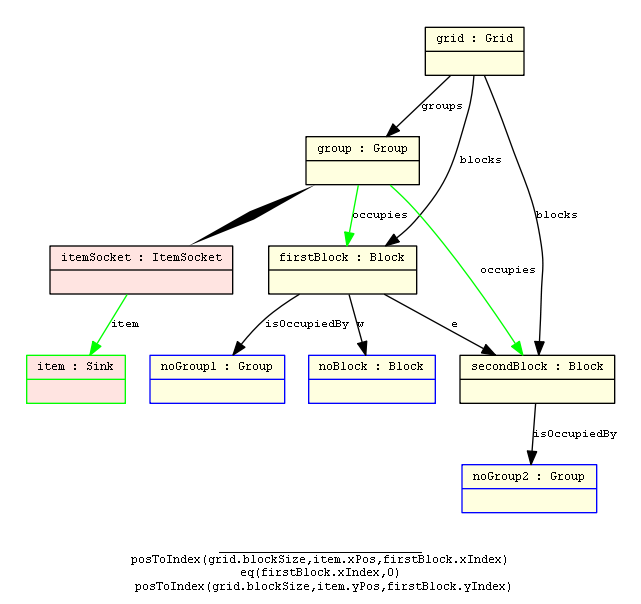 grid : Grid
groups
group : Group
blocks
occupies
blocks
itemSocket : ItemSocket
firstBlock : Block
occupies
item
isOccupiedBy
w
e
item : Sink
noGroup1 : Group
noBlock : Block
secondBlock : Block
isOccupiedBy
noGroup2 : Group
posToIndex(grid.blockSize,item.xPos,firstBlock.xIndex)
eq(firstBlock.xIndex,0)
posToIndex(grid.blockSize,item.yPos,firstBlock.yIndex)